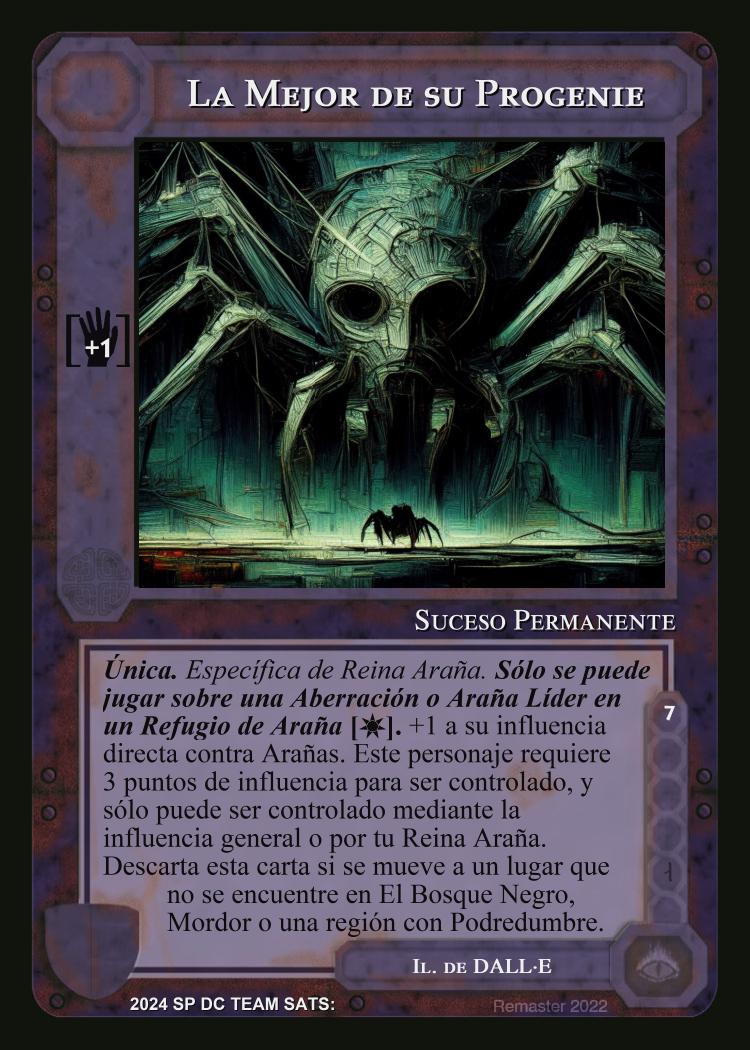 La Mejor de su Progenie
[+1]
Suceso Permanente
Única. Específica de Reina Araña. Sólo se puede
jugar sobre una Aberración o Araña Líder en
un Refugio de Araña [☀]. +1 a su influencia
directa contra Arañas. Este personaje requiere
3 puntos de influencia para ser controlado, y
sólo puede ser controlado mediante la
influencia general o por tu Reina Araña.
Descarta esta carta si se mueve a un lugar que
no se encuentre en El Bosque Negro,
Mordor o una región con Podredumbre.
7
Il. de DALL·E
2024 SP DC TEAM SATS:
Remaster 2022